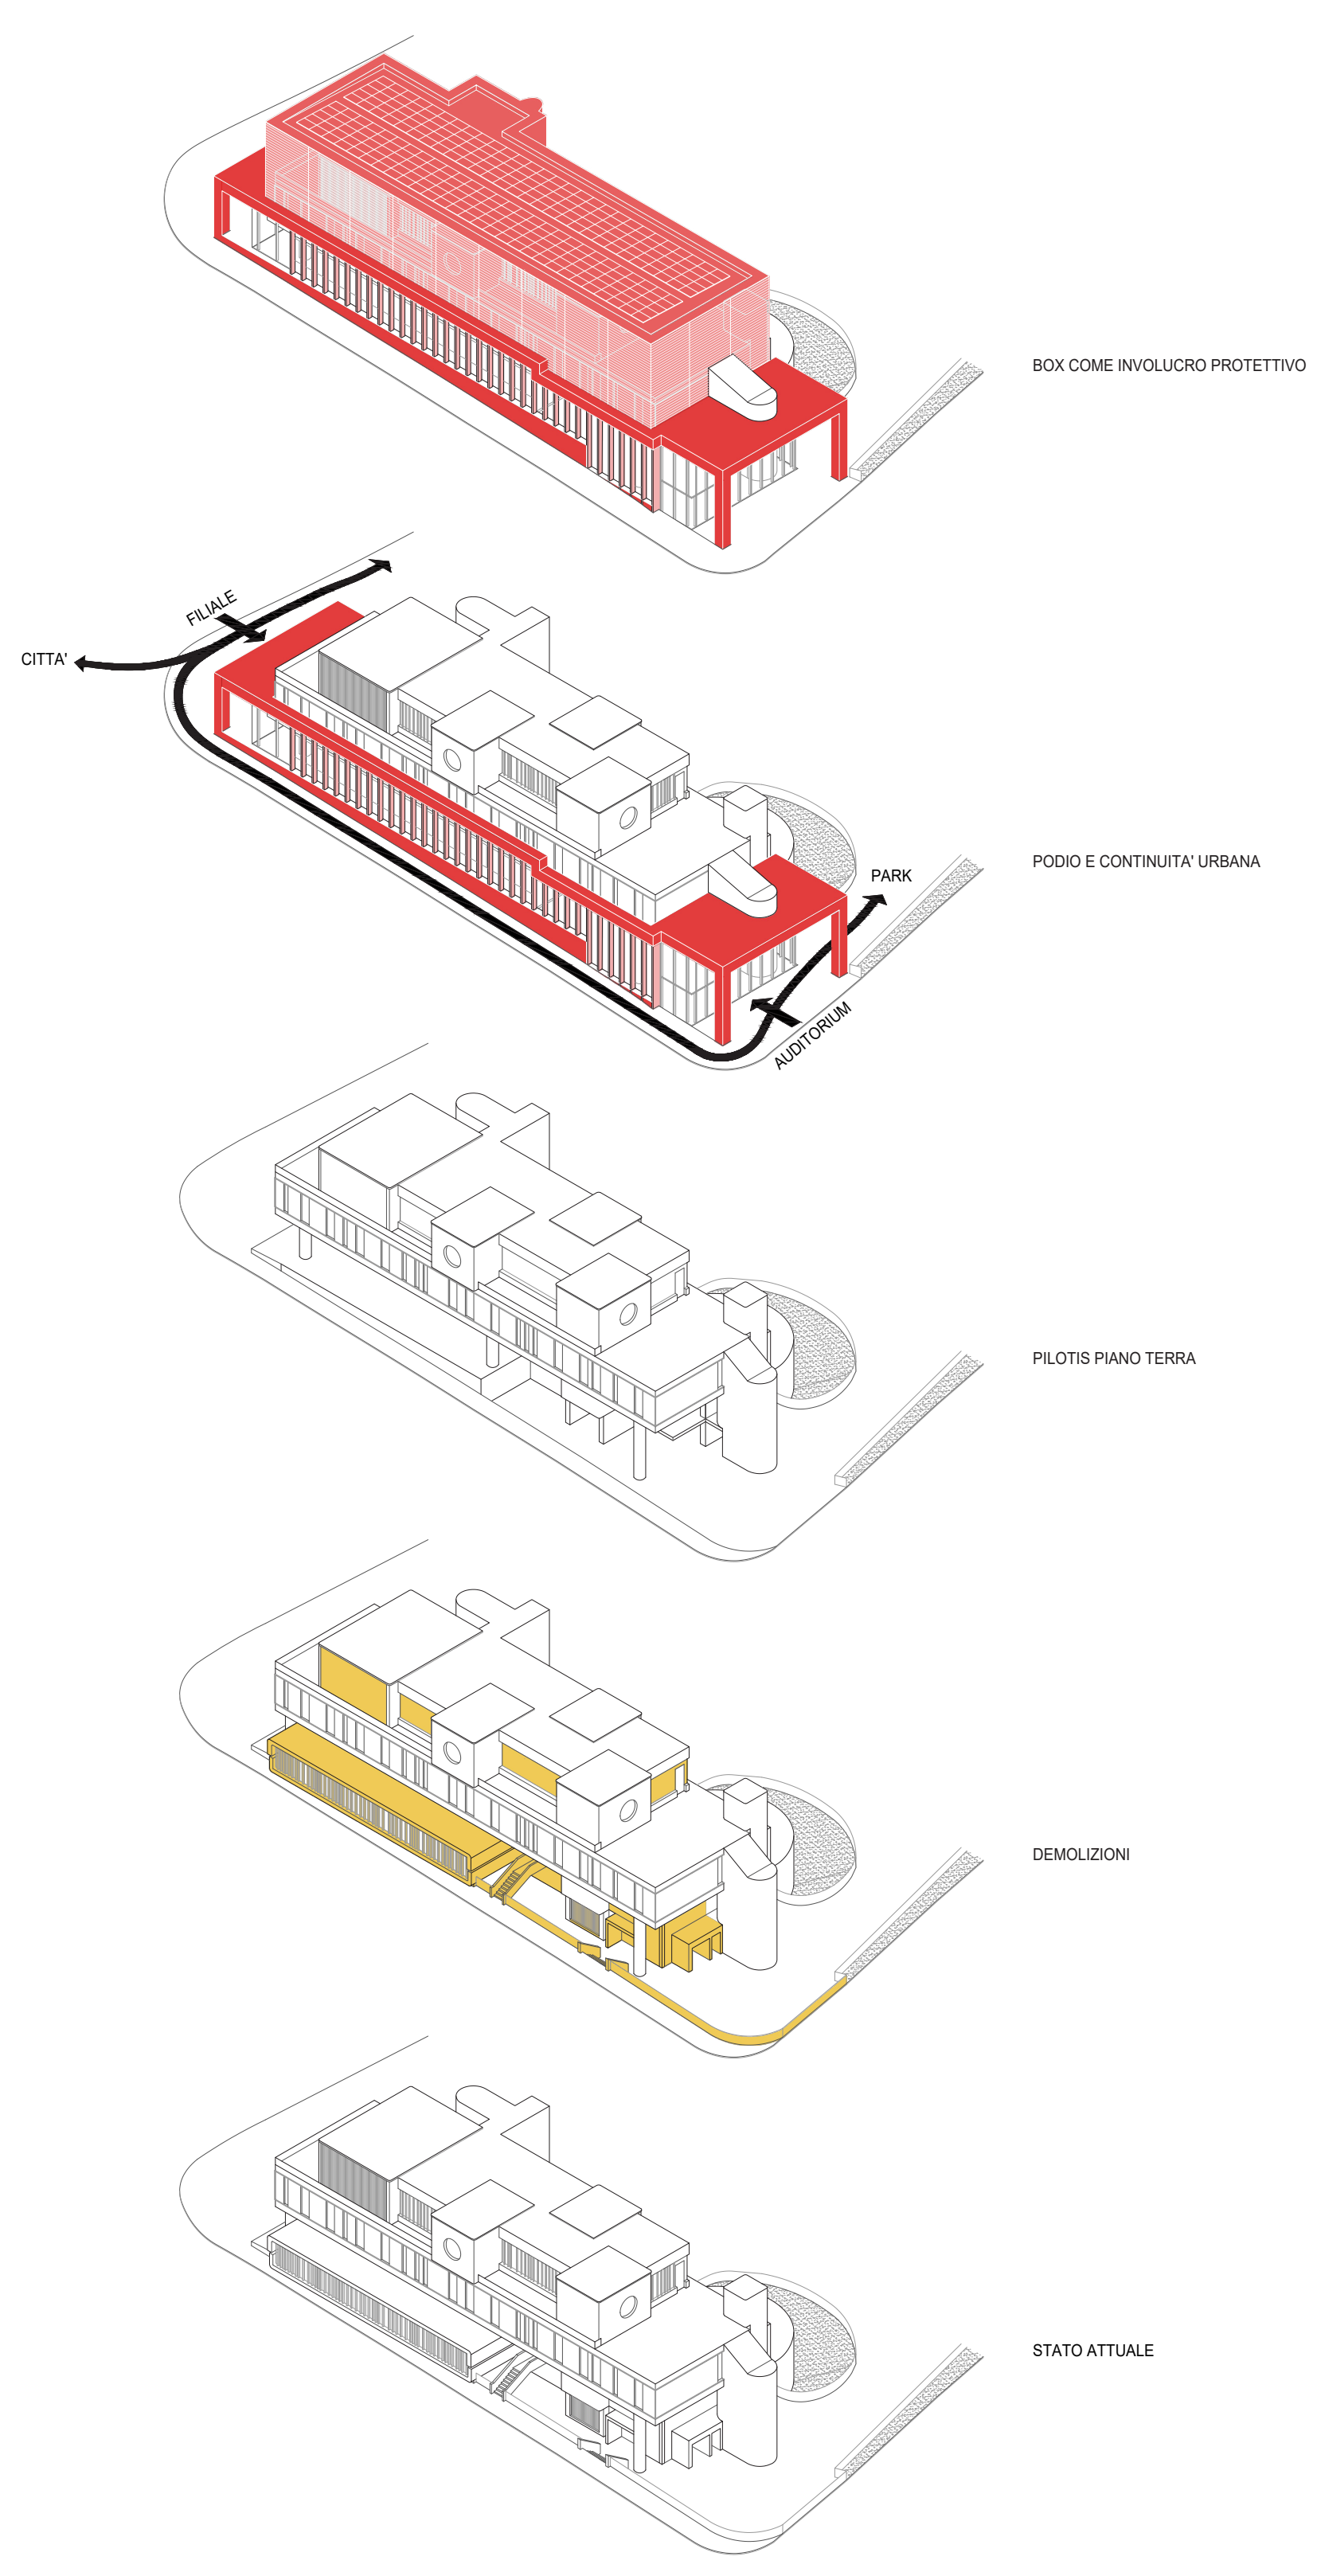 BOX COME INVOLUCRO PROTETTIVO
FILIALE
CITTA'
PODIO E CONTINUITA' URBANA
PARK
AUDITORIUM
PILOTIS PIANO TERRA
DEMOLIZIONI
STATO ATTUALE